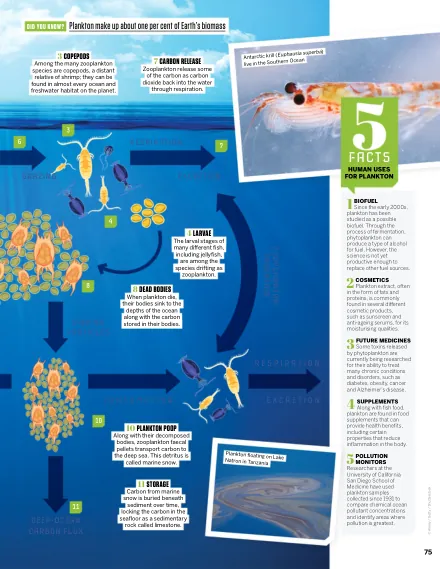 DID YOU KNOW? Plankton make up about one per cent of Earth's biomass
3 COPEPODS
Among the many zooplankton
species are copepods, a distant
relative of shrimp; they can be
found in almost every ocean and
freshwater habitat on the planet.
7 CARBON RELEASE
Zooplankton release some
of the carbon as carbon
dioxide back into the water
through respiration.
Antarctic krill (Euphausia superba)
live in the Southern Ocean
3
6
7
4
4 LARVAE
The larval stages of
many different fish,
including jellyfish,
are among the
species drifting as
zooplankton.
8
8 DEAD BODIES
When plankton die,
their bodies sink to the
depths of the ocean
along with the carbon
stored in their bodies.
RESPIRATION
EXCRETION
10
10 PLANKTON POOP
Along with their decomposed
bodies, zooplankton faecal
pellets transport carbon to
the deep sea. This detritus is
called marine snow.
11 STORAGE
Carbon from marine
snow is buried beneath
sediment over time,
locking the carbon in the
seafloor as a sedimentary
rock called limestone.
11
CARBON FLUX
Plankton floating on Lake
Natron in Tanzania
5
FACTS
HUMAN USES
FOR PLANKTON
1 BIOFUEL
Since the early 2000s,
plankton has been
studied as a possible
biofuel. Through the
process of fermentation,
phytoplankton can
produce a type of alcohol
for fuel. However, the
science is not yet
productive enough to
replace other fuel sources.
2 COSMETICS
Plankton extract, often
in the form of fats and
proteins, is commonly
found in several different
cosmetic products,
such as sunscreen and
anti-ageing serums, for its
moisturising qualities.
3 FUTURE MEDICINES
Some toxins released
by phytoplankton are
currently being researched
for their ability to treat
many chronic conditions
and disorders, such as
diabetes, obesity, cancer
and Alzheimer's disease.
4 SUPPLEMENTS
Along with fish food,
plankton are found in food
supplements that can
provide health benefits,
including certain
properties that reduce
inflammation in the body.
5 POLLUTION
MONITORS
Researchers at the
University of California
San Diego School of
Medicine have used
plankton samples
collected since 1931 to
compare chemical ocean
pollutant concentrations
and identify areas where
pollution is greatest.
75